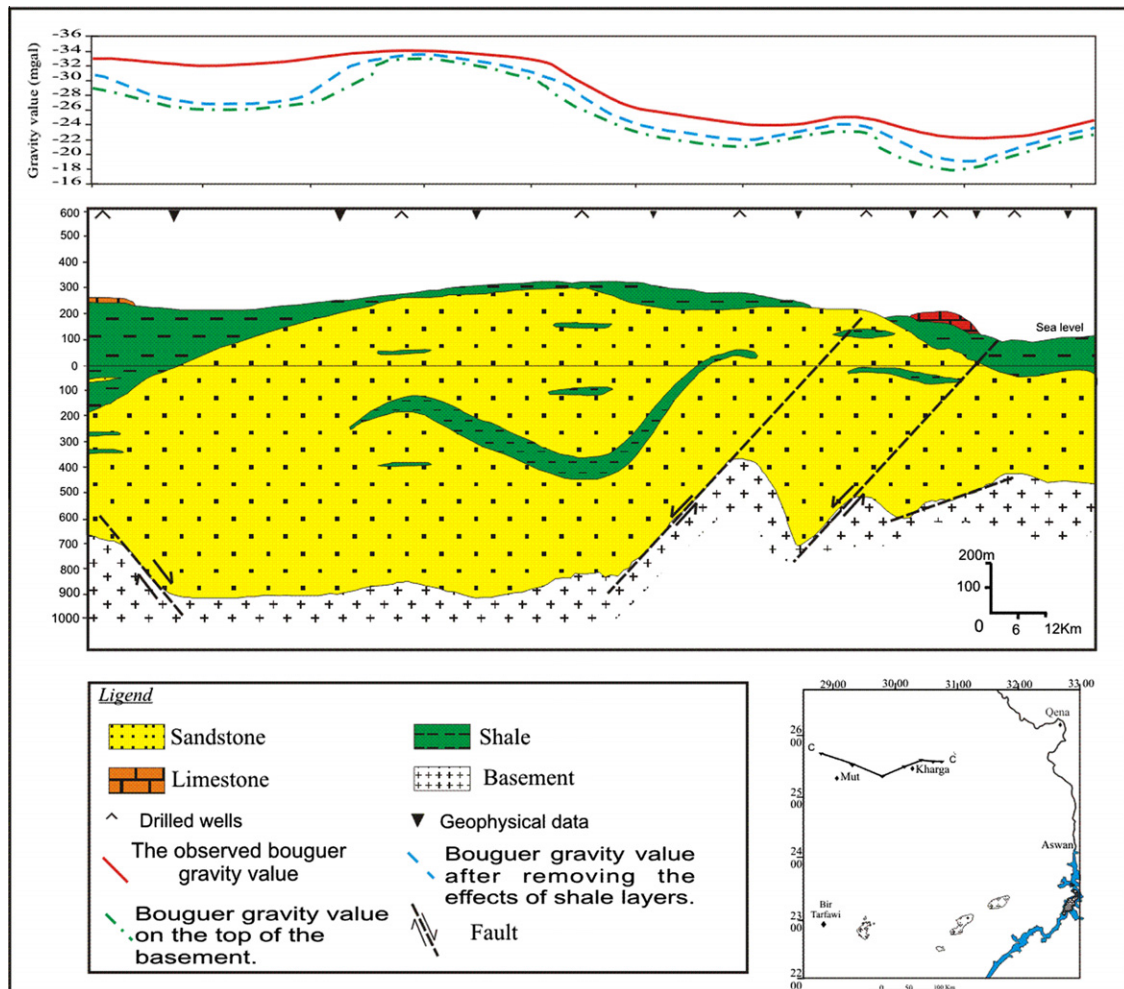 Gravity value (mgal)
-36
-34
-32
-30
-28
-26
-24
-22
-20
-18
-16
600
500
400
300
200
100
0
100
200
300
400
500
600
700
800
900
1000
Sea level
200m
100
0 6 12Km
Ligend
Sandstone
Shale
Limestone
Basement
Drilled wells
Geophysical data
The observed bouguer
gravity value
Bouguer gravity value
after removing the
effects of shale layers.
Bouguer gravity value
on the top of the
basement.
Fault
29 00 30 00 31 00 32 00 33 00
26
00
25
00
24
00
23
00
22
00
Qena
C
C
Mut
Kharga
Aswan
Bir
Tarfawi
0 50 100 Km